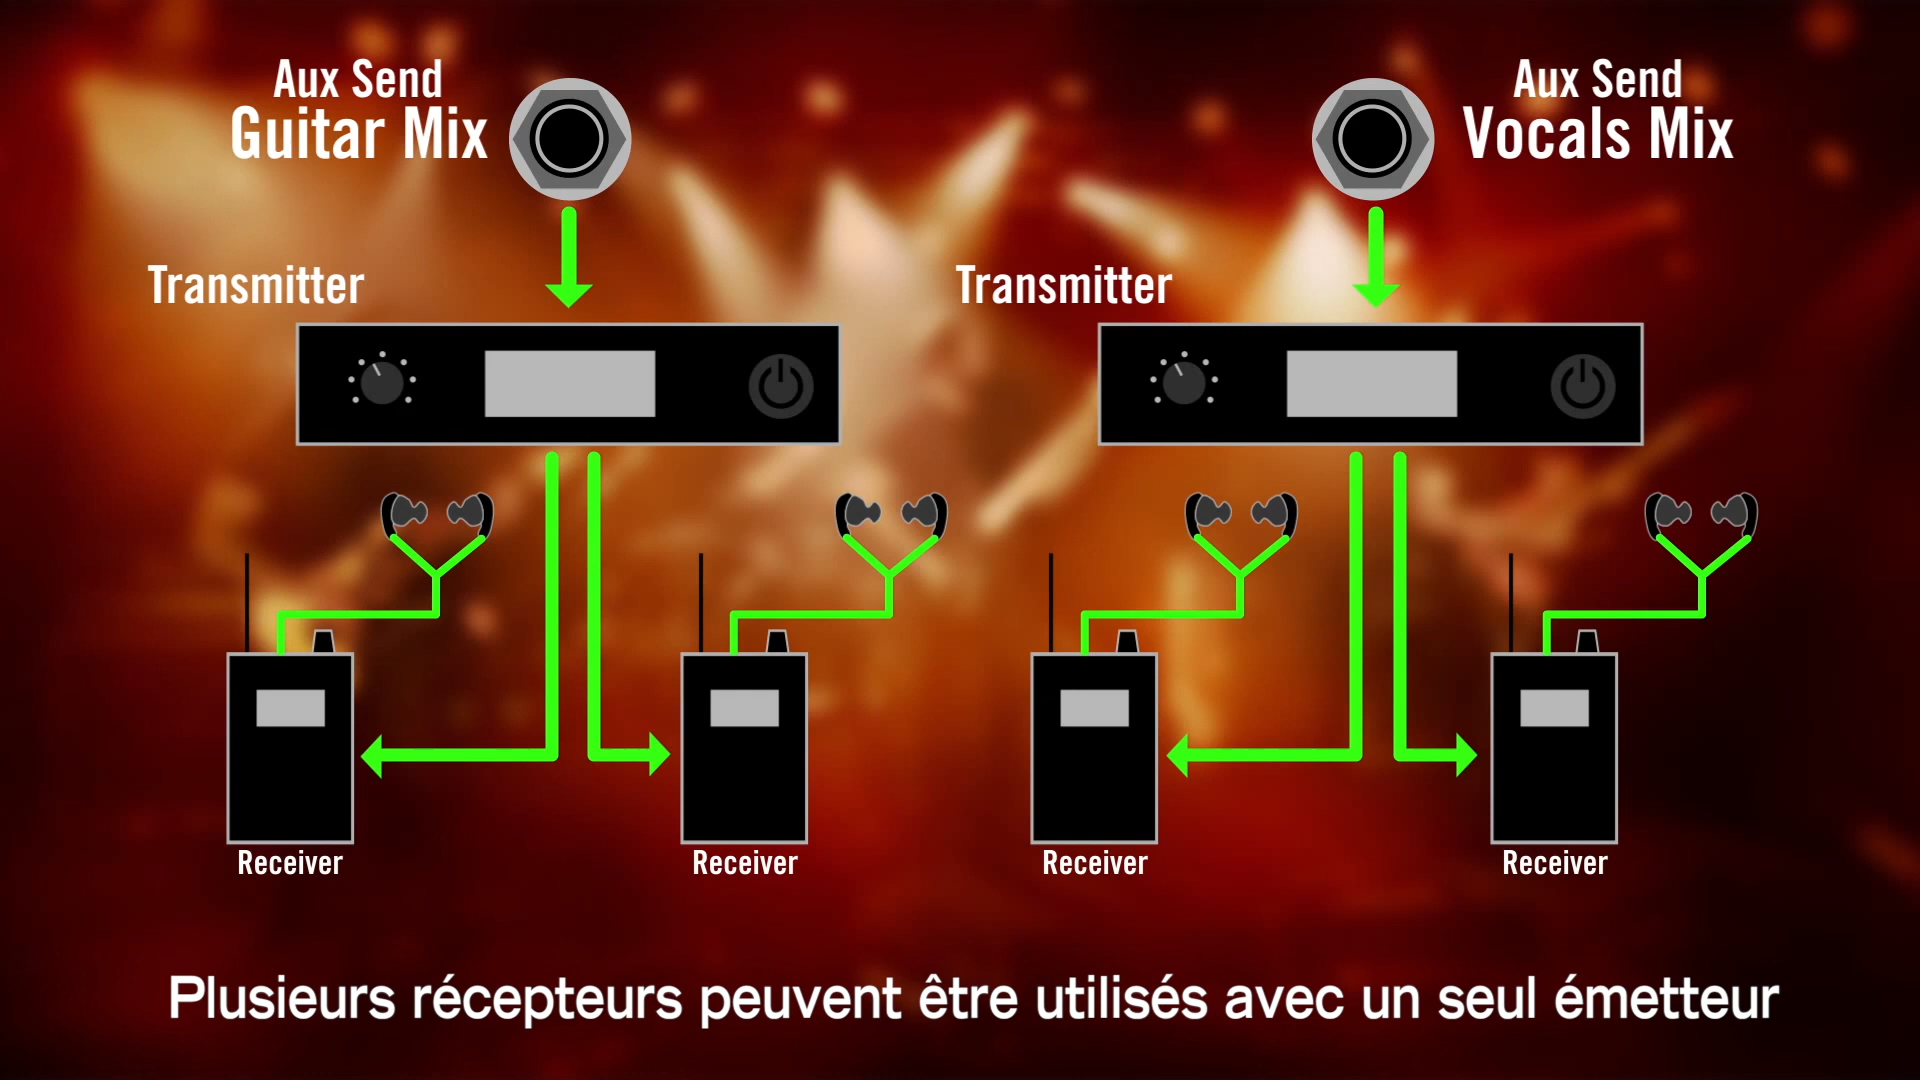 Aux Send
Guitar Mix
Aux Send
Vocals Mix
Transmitter
Transmitter
Receiver
Receiver
Receiver
Receiver
Plusieurs récepteurs peuvent être utilisés avec un seul émetteur